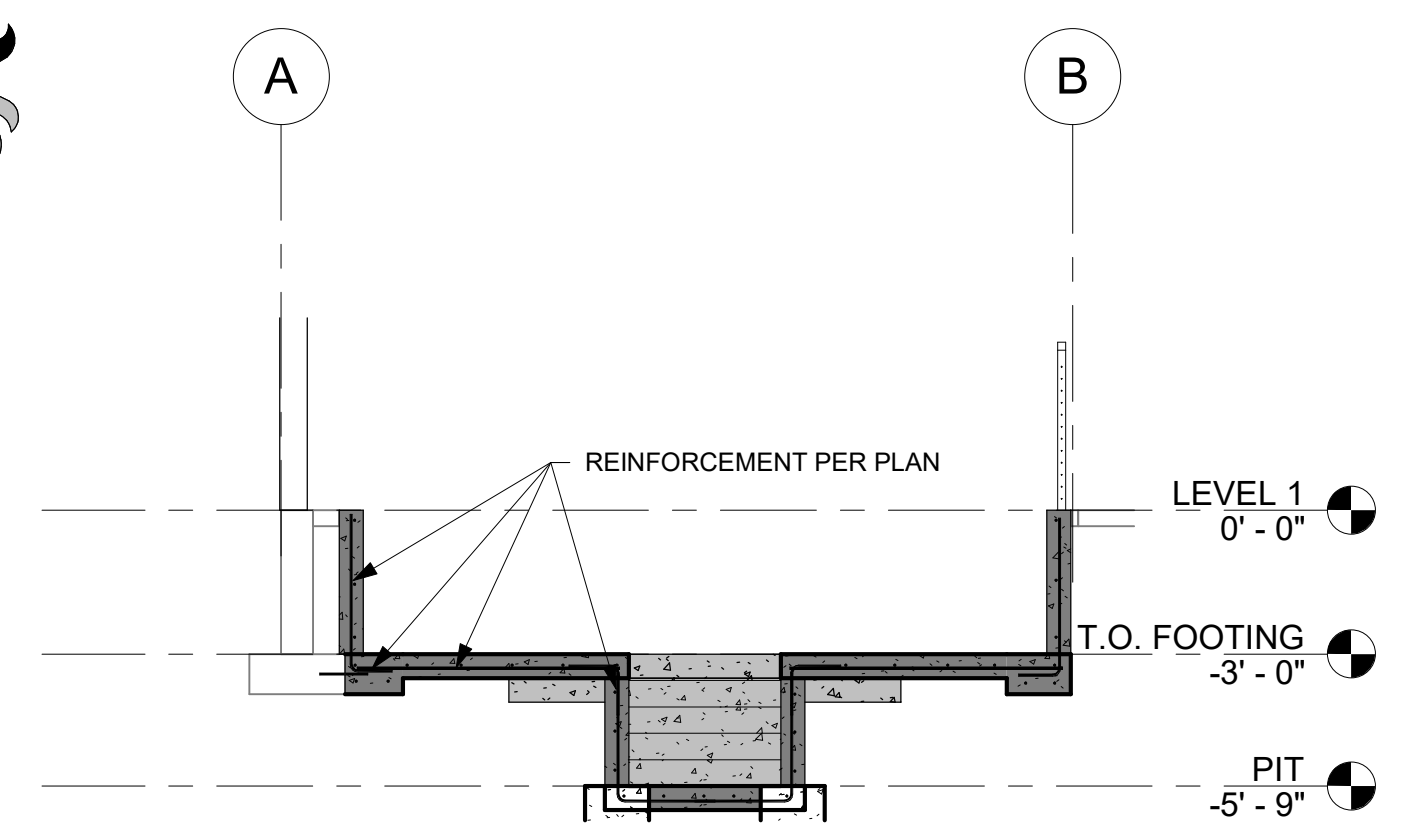 A
B
REINFORCEMENT PER PLAN
LEVEL 1
0' - 0"
T.O. FOOTING
-3' - 0"
PIT
-5' - 9"